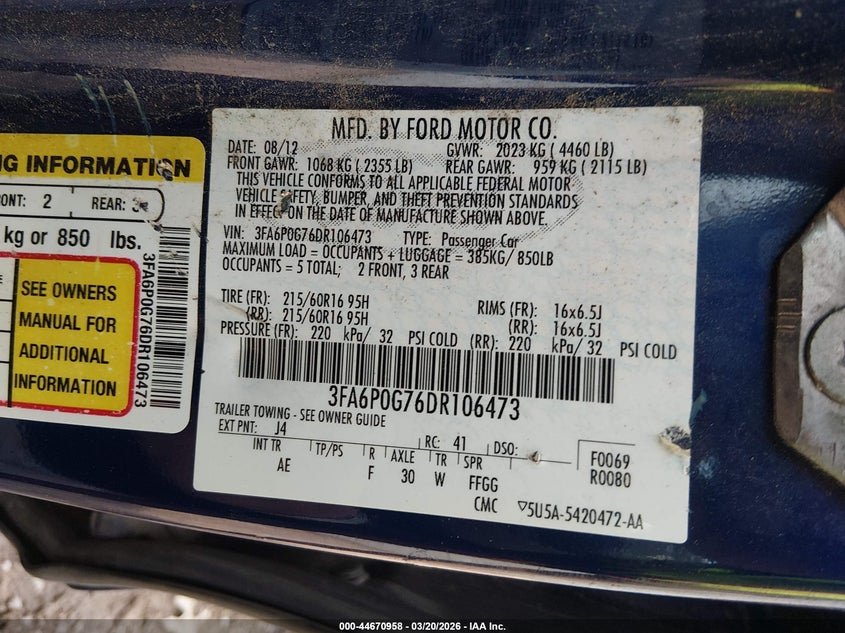 MFD. BY FORD MOTOR CO.
DATE: 08/12 GVWR: 2023 KG ( 4460 LB)
FRONT GAWR: 1068 KG ( 2355 LB) REAR GAWR: 959 KG ( 2115 LB)
THIS VEHICLE CONFORMS TO ALL APPLICABLE FEDERAL MOTOR
VEHICLE SAFETY, BUMPER, AND THEFT PREVENTION STANDARDS
IN EFFECT ON THE DATE OF MANUFACTURE SHOWN ABOVE.
VIN: 3FA6P0G76DR106473 TYPE: Passenger Car
MAXIMUM LOAD = OCCUPANTS + LUGGAGE = 385KG/ 850LB
OCCUPANTS = 5 TOTAL; 2 FRONT, 3 REAR
TIRE (FR): 215/60R16 95H RIMS (FR): 16x6.5J
(RR): 215/60R16 95H (RR): 16x6.5J
PRESSURE (FR): 220 kPa/ 32 PSI COLD (RR): 220 kPa/ 32 PSI COLD
3FA6P0G76DR106473
TRAILER TOWING - SEE OWNER GUIDE
EXT PNT: J4 RC: 41 DSO:
INT TR TP/PS R AXLE TR SPR
AE F 30 W FFGG
F0069
R0080
CMC ▽5U5A-5420472-AA
NG INFORMATION
ONT: 2 REAR: 3
kg or 850 lbs.
SEE OWNERS
MANUAL FOR
ADDITIONAL
INFORMATION
3FA6P0G76DR106473
000-44670958 - 03/20/2026 - IAA Inc.